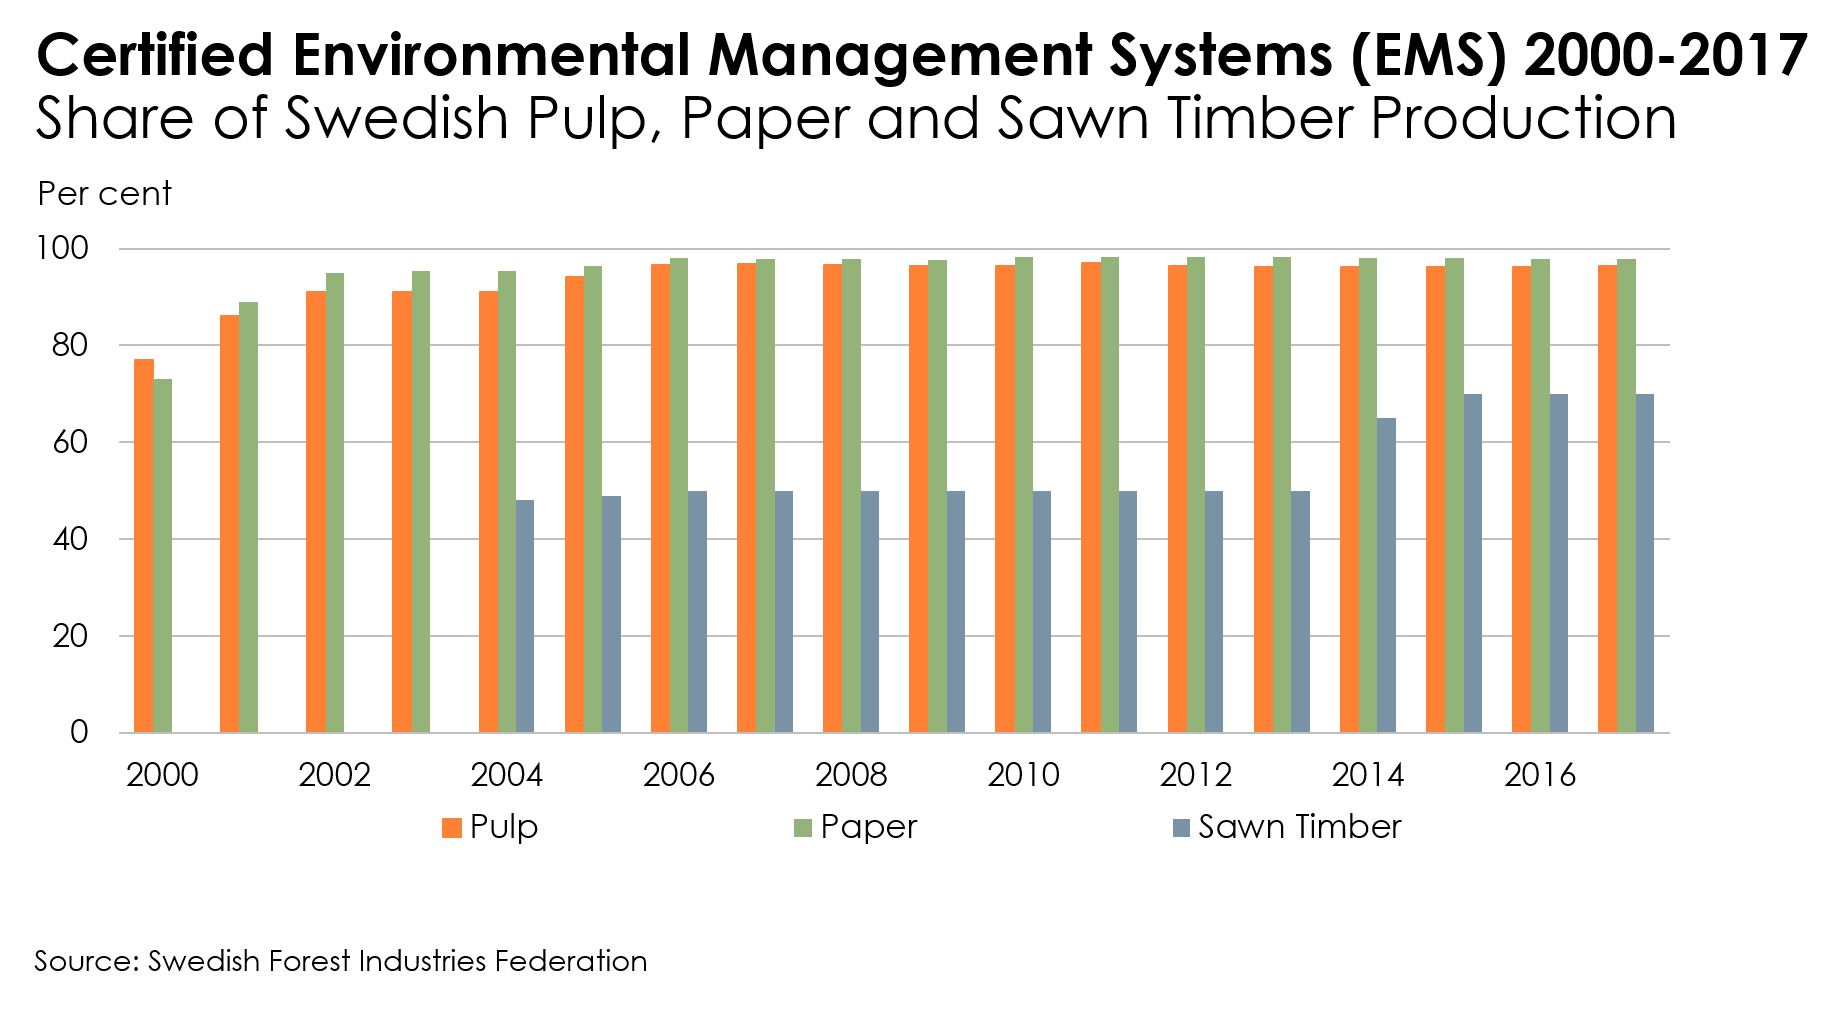 Certified Environmental Management Systems (EMS) 2000-2017
Share of Swedish Pulp, Paper and Sawn Timber Production
Per cent
100
80
60
40
20
0
2000 2002 2004 2006 2008 2010 2012 2014 2016
Pulp Paper Sawn Timber
Source: Swedish Forest Industries Federation